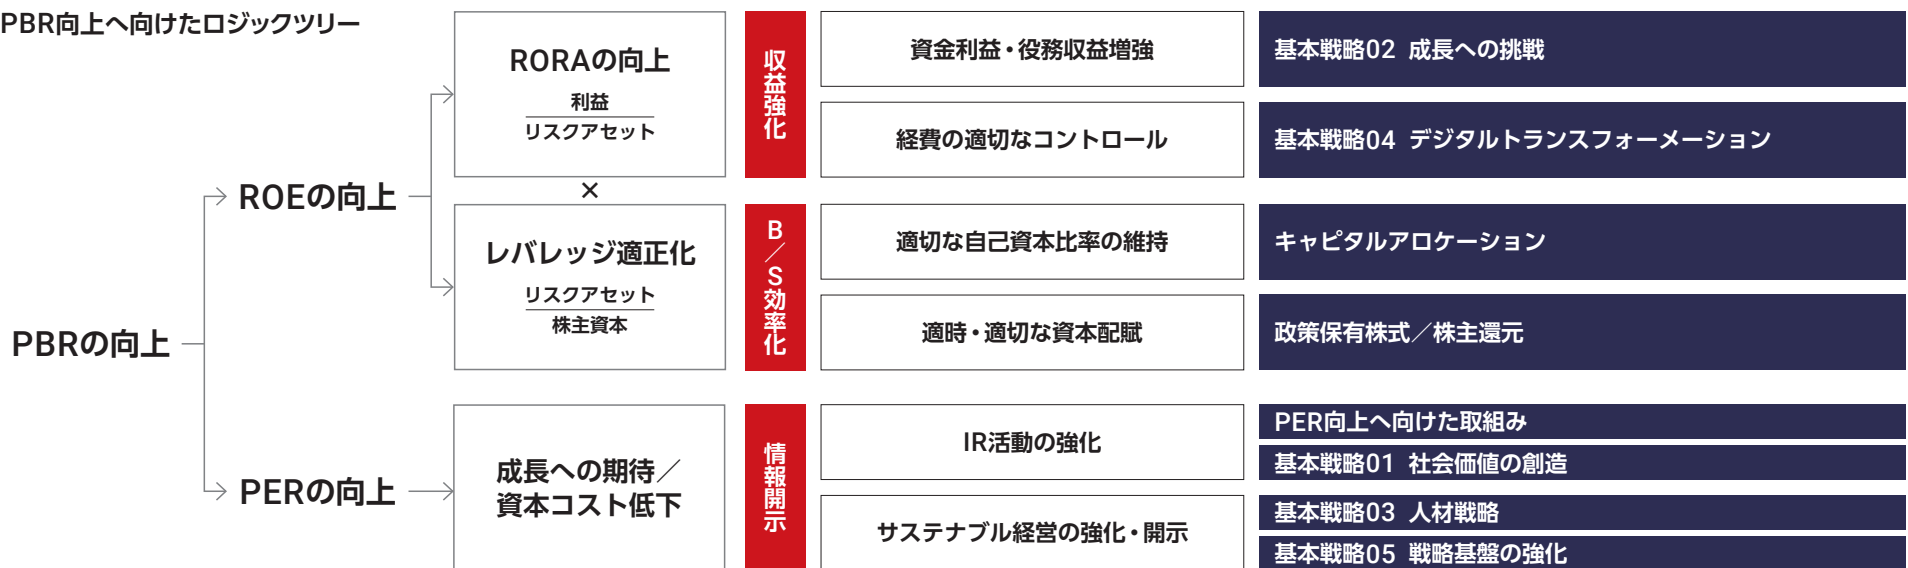 PBR向上へ向けたロジックツリー
PBRの向上
ROEの向上
RORAの向上
利益
リスクアセット
×
レバレッジ適正化
リスクアセット
株主資本
収益強化
資金利益・役務収益増強
基本戦略02 成長への挑戦
経費の適切なコントロール
基本戦略04 デジタルトランスフォーメーション
B／S効率化
適切な自己資本比率の維持
キャピタルアロケーション
適時・適切な資本配賦
政策保有株式／株主還元
PERの向上
成長への期待／
資本コスト低下
情報開示
IR活動の強化
PER向上へ向けた取組み
基本戦略01 社会価値の創造
サステナブル経営の強化・開示
基本戦略03 人材戦略
基本戦略05 戦略基盤の強化